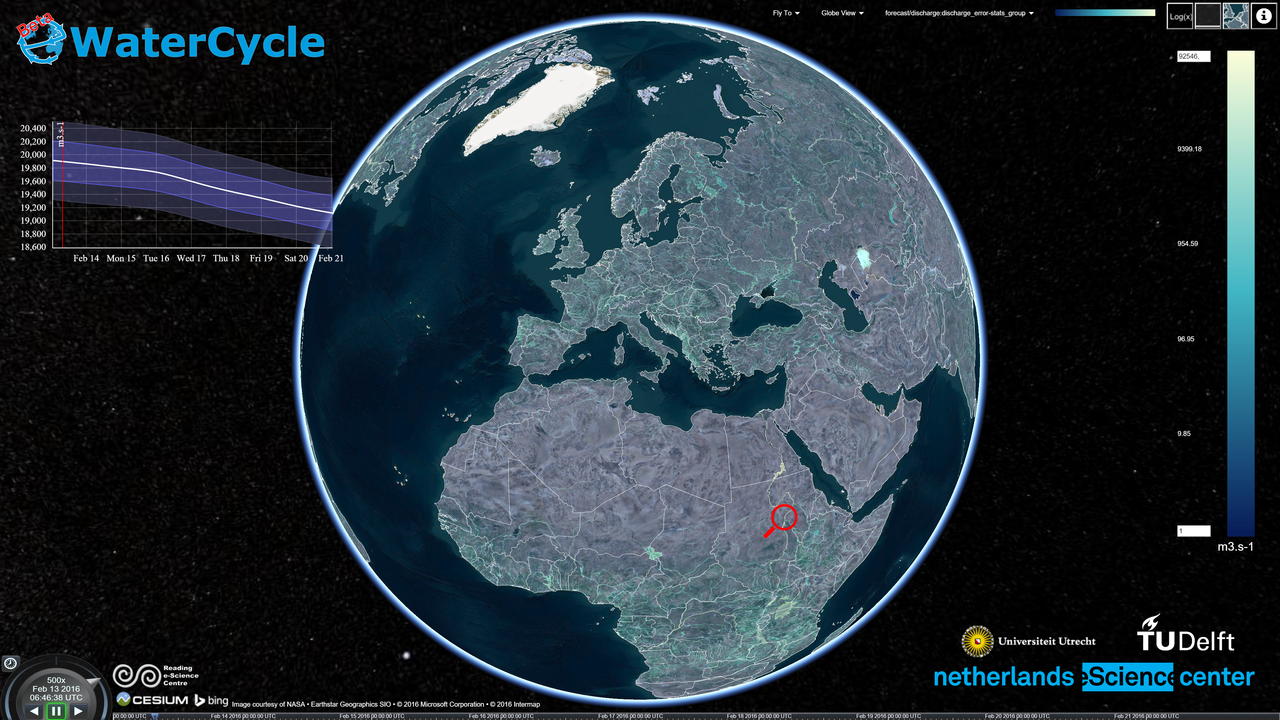 Beta
WaterCycle
Fly To
Globe View
forecast/discharge:discharge_error-stats_group
Log(x)
i
92546,
9399.18
954.59
96.95
9.85
1
m3.s-1
m3.s-1
20,400
20,200
20,000
19,800
19,600
19,400
19,200
19,000
18,800
18,600
Feb 14 Mon 15 Tue 16 Wed 17 Thu 18 Fri 19 Sat 20 Feb 21
Universiteit Utrecht
TUDelft
netherlands eScience center
500x
Feb 13 2016
06:46:38 UTC
Reading
e-Science
Centre
CESIUM bing Image courtesy of NASA • Earthstar Geographics SIO • © 2016 Microsoft Corporation • © 2016 Intermap
00:00:00 UTC Feb 14 2016 00:00:00 UTC Feb 15 2016 00:00:00 UTC Feb 16 2016 00:00:00 UTC Feb 17 2016 00:00:00 UTC Feb 18 2016 00:00:00 UTC Feb 19 2016 00:00:00 UTC Feb 20 2016 00:00:00 UTC Feb 21 2016 00:00:00 UTC